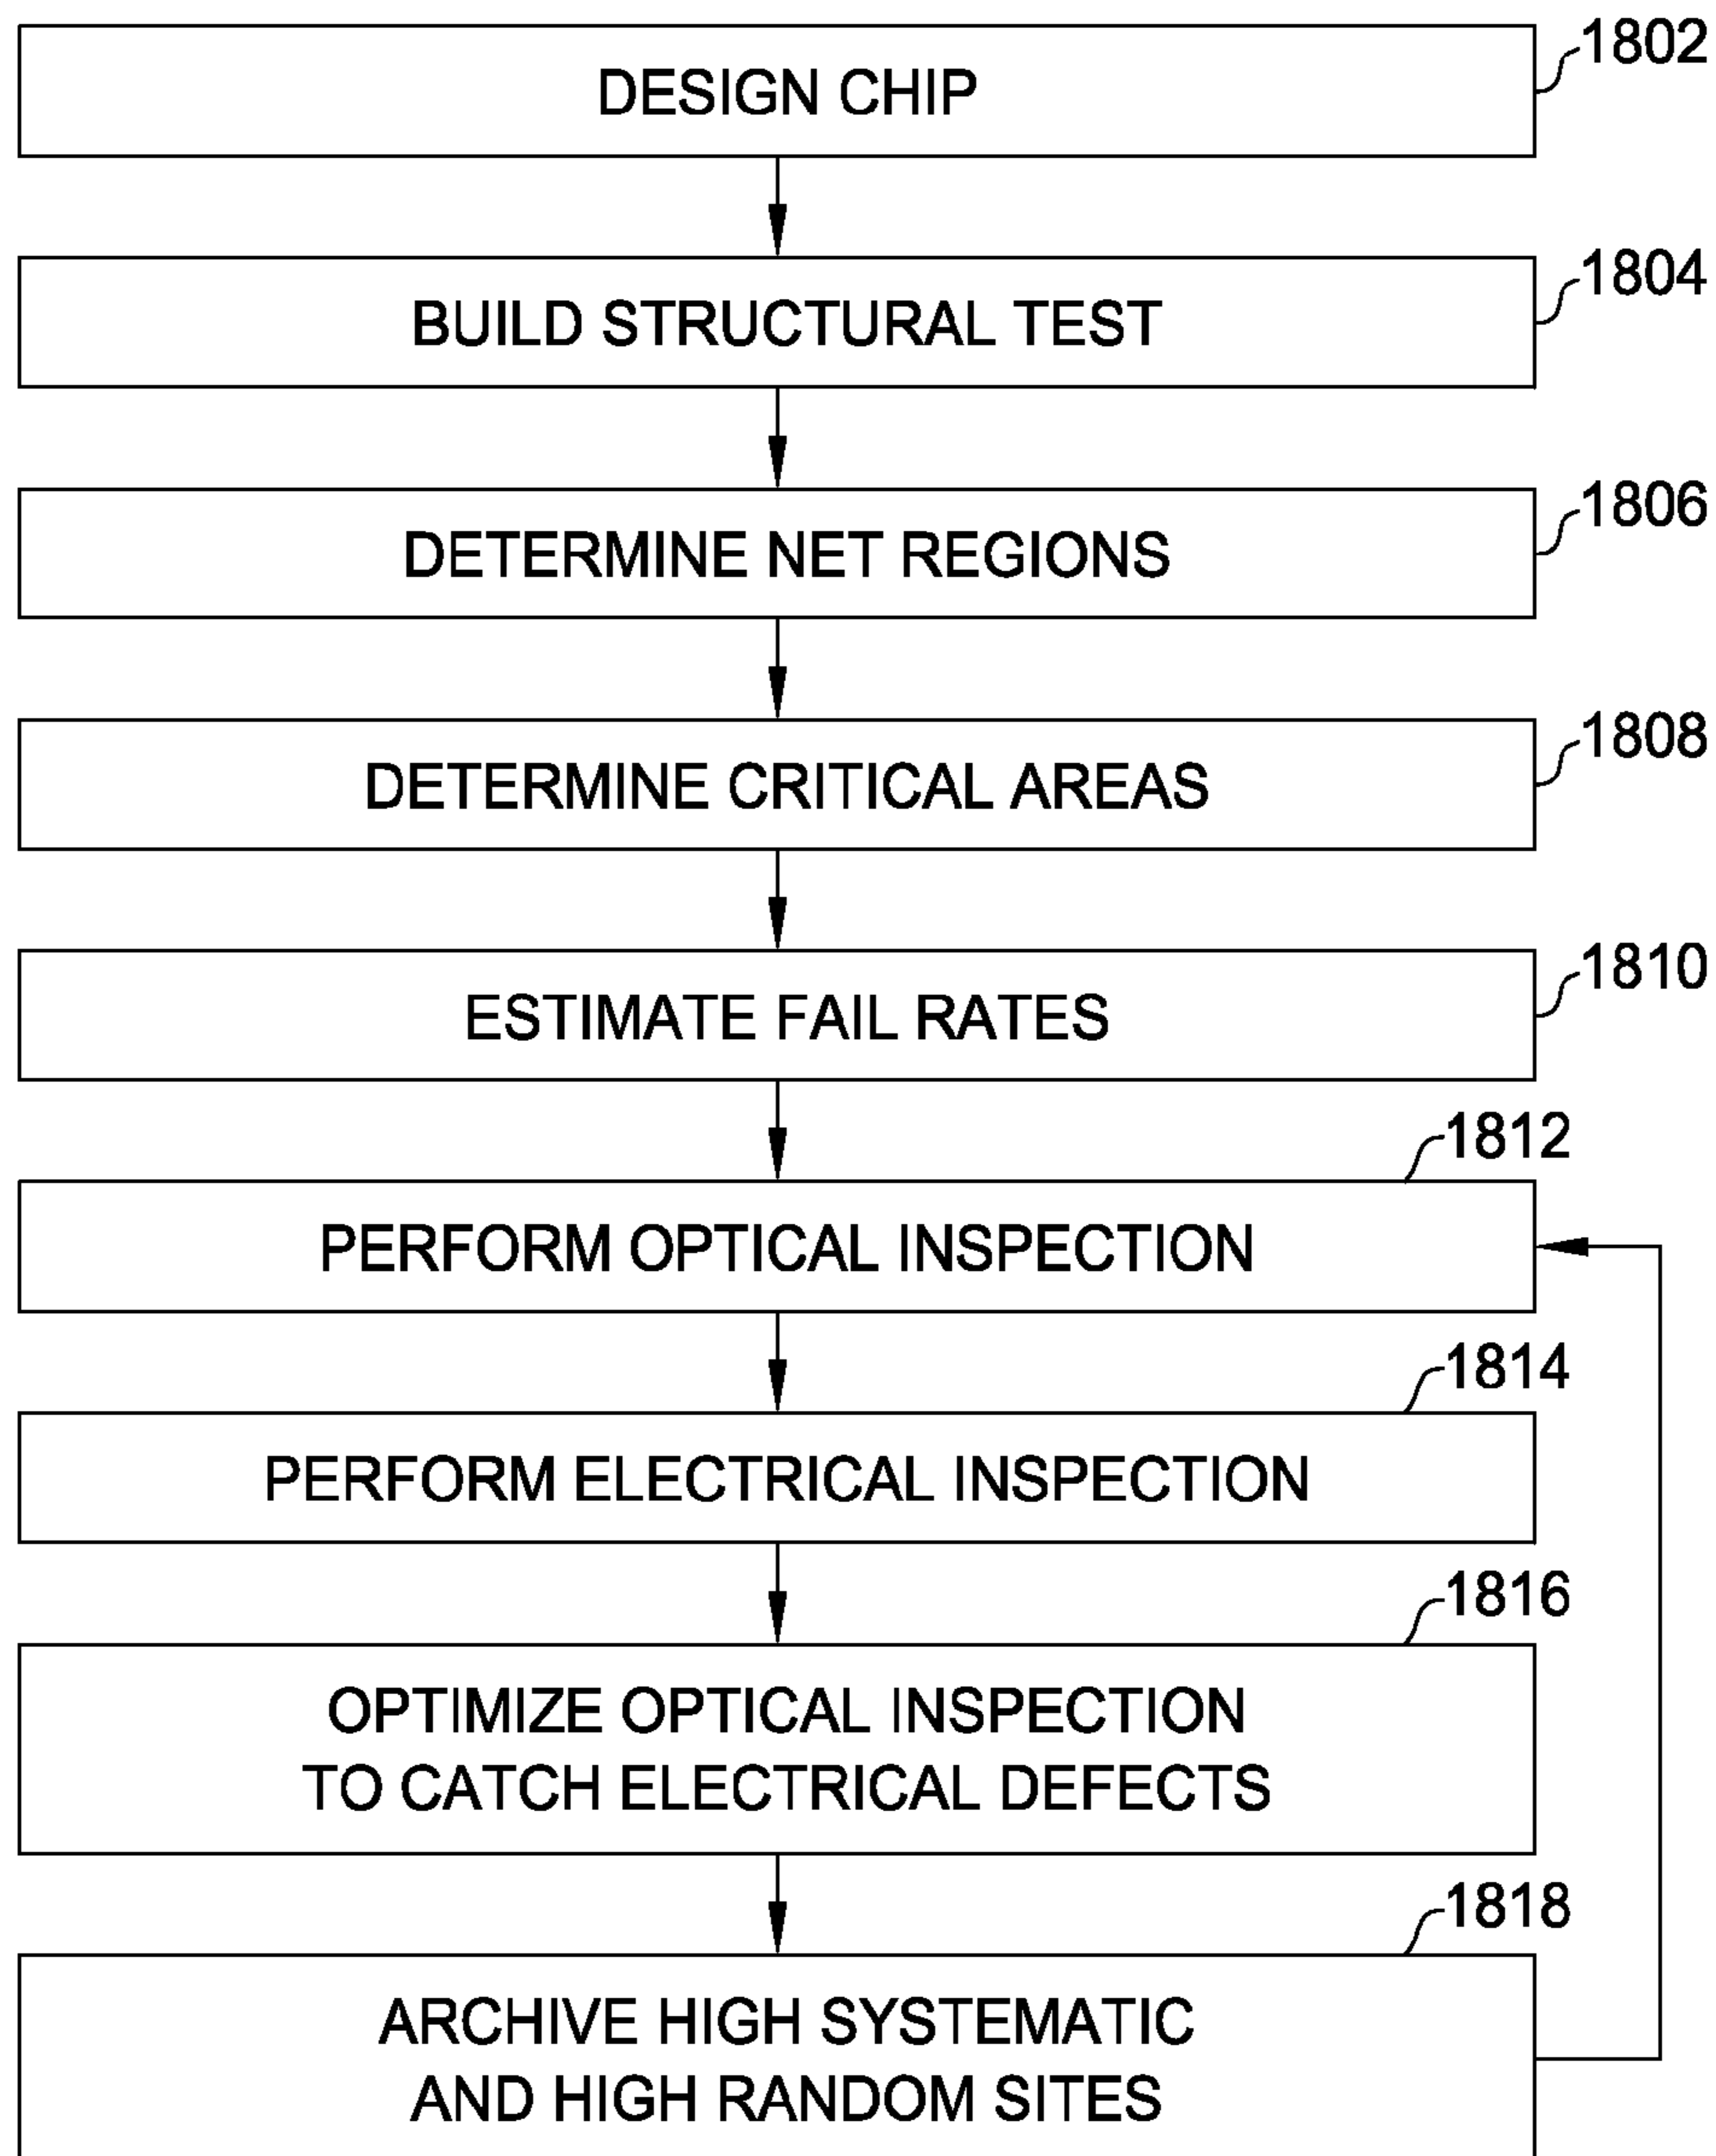 1802
DESIGN CHIP
1804
BUILD STRUCTURAL TEST
1806
DETERMINE NET REGIONS
1808
DETERMINE CRITICAL AREAS
1810
ESTIMATE FAIL RATES
1812
PERFORM OPTICAL INSPECTION
1814
PERFORM ELECTRICAL INSPECTION
1816
OPTIMIZE OPTICAL INSPECTION
TO CATCH ELECTRICAL DEFECTS
1818
ARCHIVE HIGH SYSTEMATIC
AND HIGH RANDOM SITES